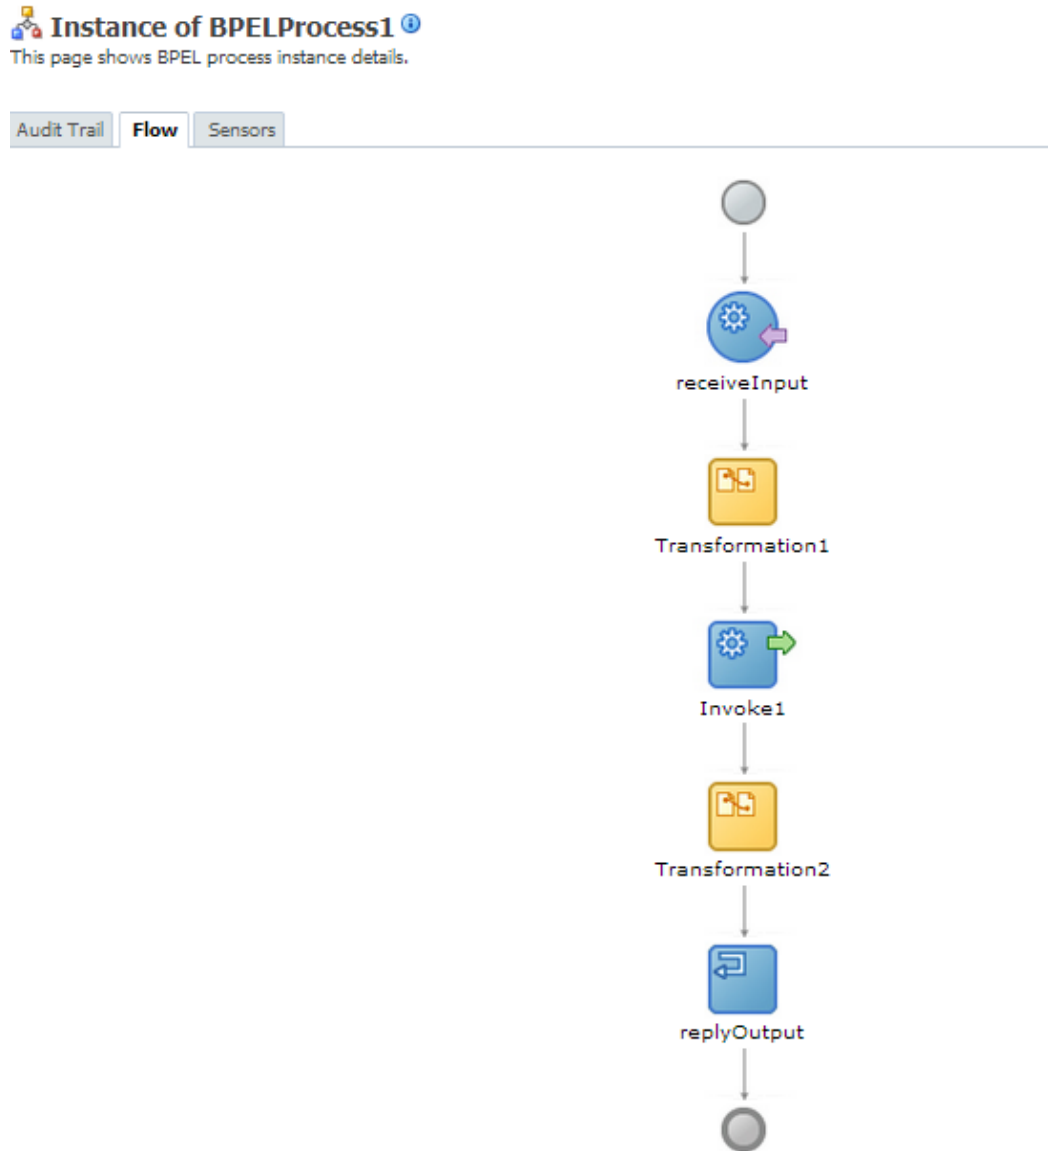 Instance of BPELProcess1
This page shows BPEL process instance details.
Audit Trail Flow Sensors
receiveInput
Transformation1
Invoke1
Transformation2
replyOutput